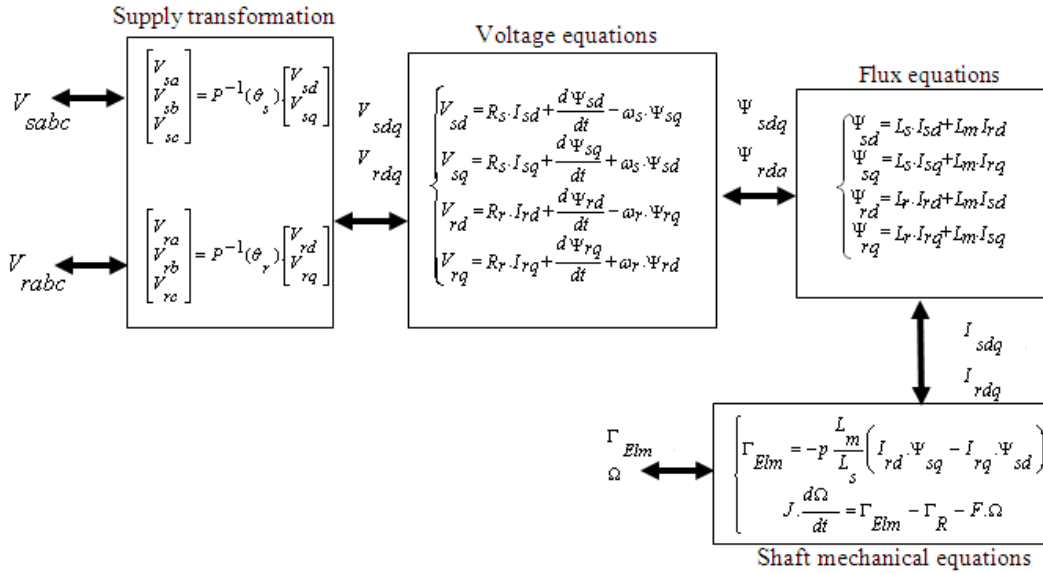 Supply transformation
Voltage equations
Flux equations
V_sabc
[V_sa V_sb V_sc] = P^-1(θ_s).[V_sd V_sq]
V_rabc
[V_ra V_rb V_rc] = P^-1(θ_r).[V_rd V_rq]
V_sdq
V_rdq
V_sd = R_s.I_sd + dΨ_sd/dt − ω_s.Ψ_sq
V_sq = R_s.I_sq + dΨ_sq/dt + ω_s.Ψ_sd
V_rd = R_r.I_rd + dΨ_rd/dt − ω_r.Ψ_rq
V_rq = R_r.I_rq + dΨ_rq/dt + ω_r.Ψ_rd
Ψ_sdq
Ψ_rda
Ψ_sd = L_s.I_sd + L_m.I_rd
Ψ_sq = L_s.I_sq + L_m.I_rq
Ψ_rd = L_r.I_rd + L_m.I_sd
Ψ_rq = L_r.I_rq + L_m.I_sq
I_sdq
I_rdq
Γ_Elm
Ω
Γ_Elm = −p L_m/L_s (I_rd.Ψ_sq − I_rq.Ψ_sd)
J.dΩ/dt = Γ_Elm − Γ_R − F.Ω
Shaft mechanical equations